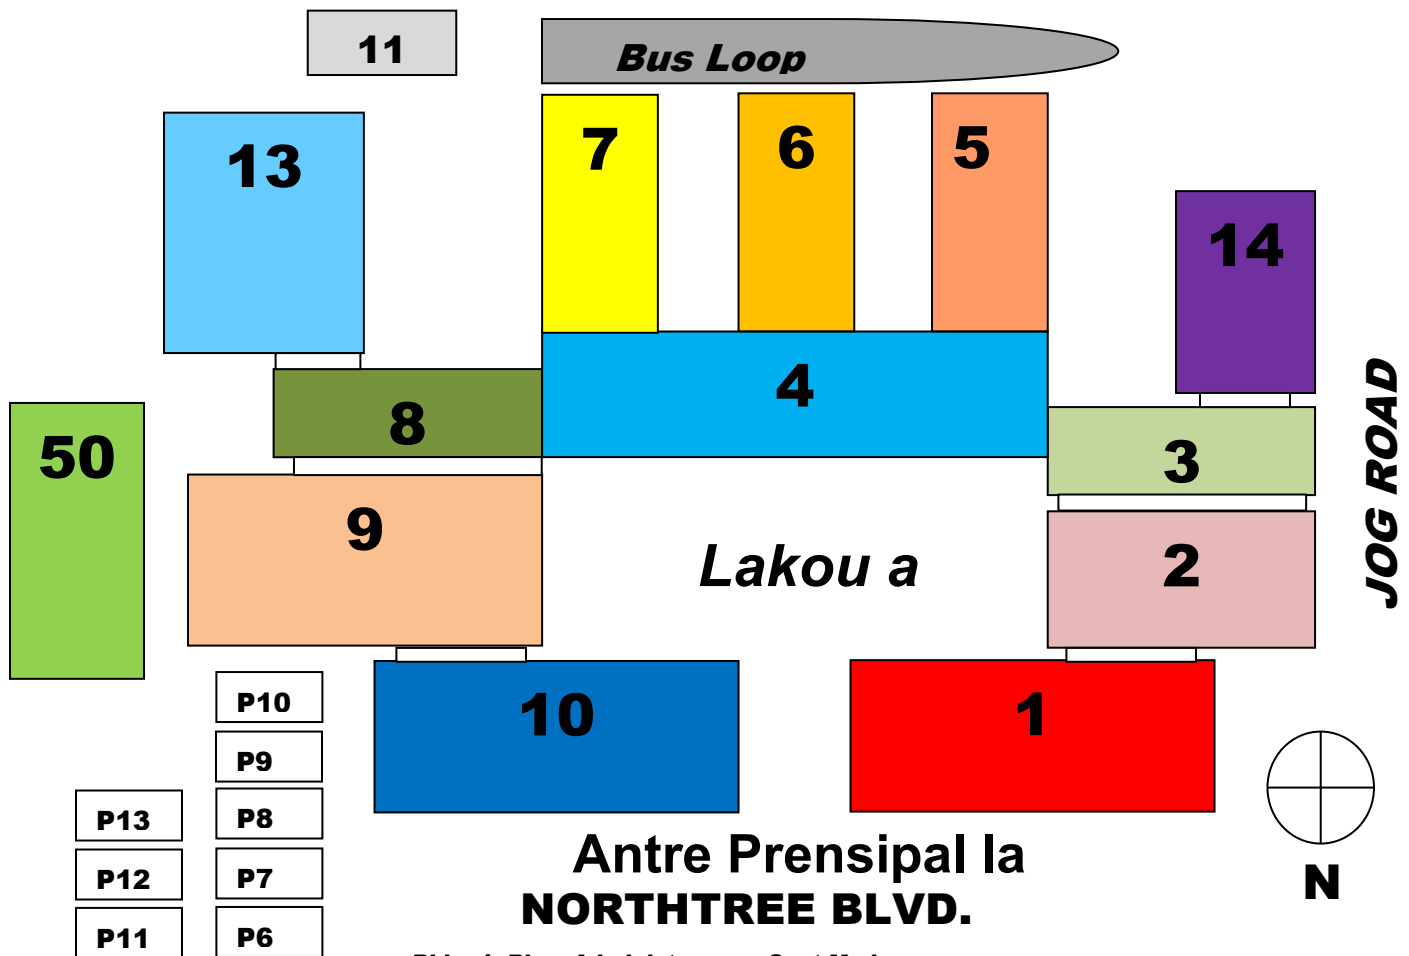 11
Bus Loop
13
7
6
5
14
4
8
3
50
9
Lakou a
2
JOG ROAD
P10
10
1
P9
P13
P8
Antre Prensipal la
P12
P7
N
NORTHTREE BLVD.
P11
P6